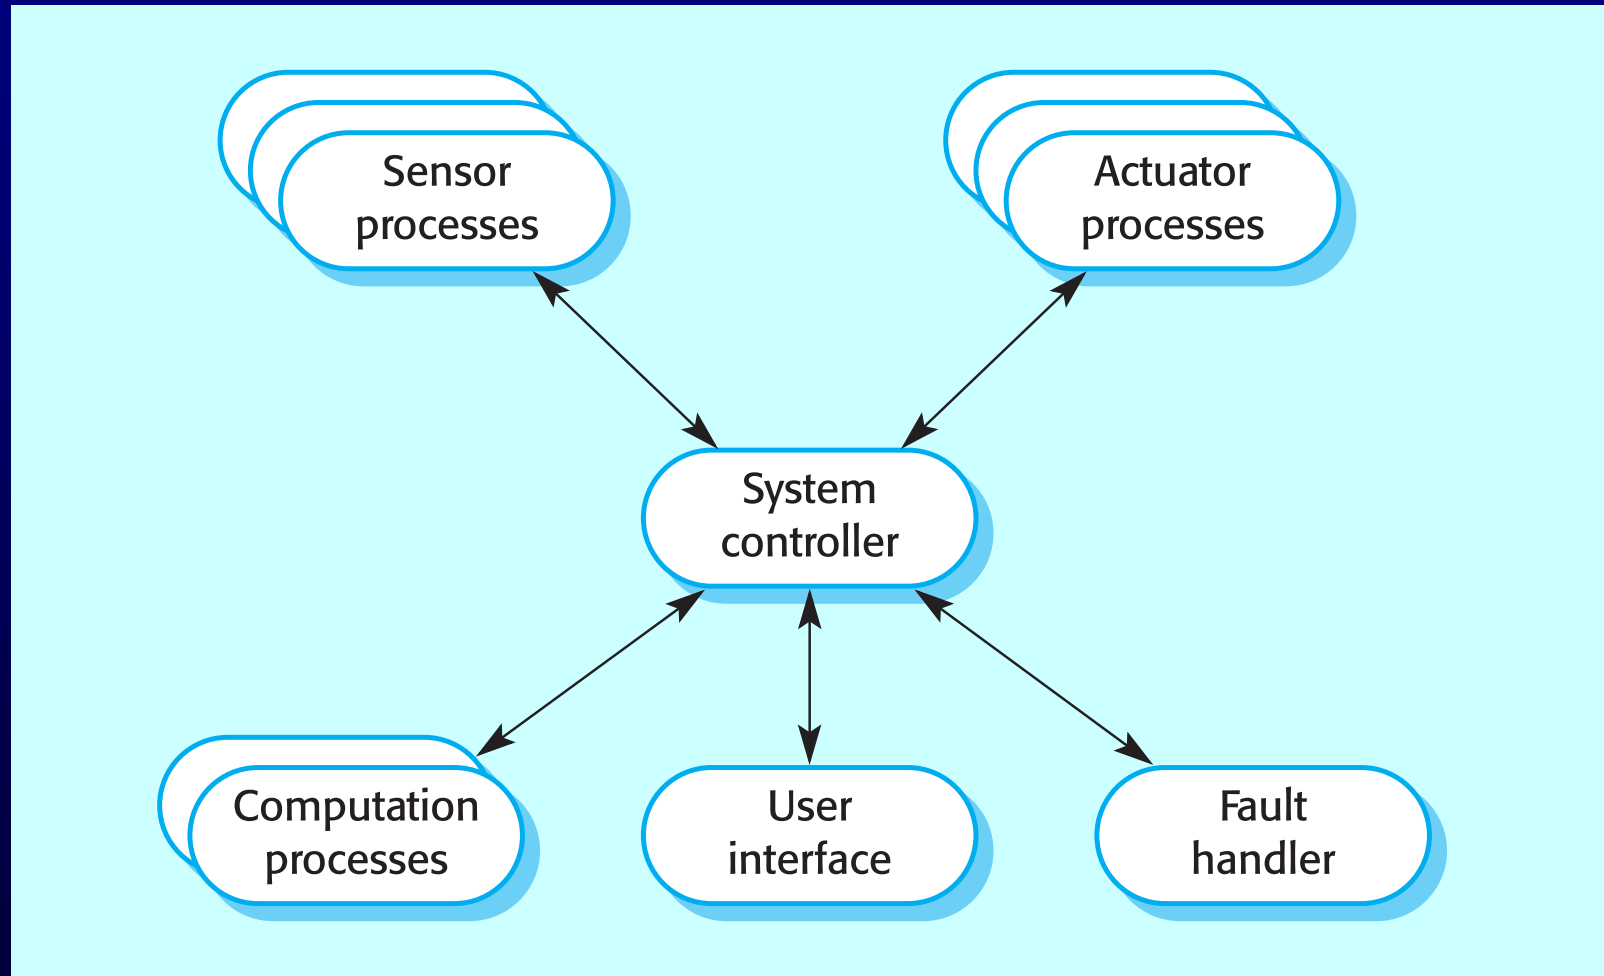 Sensor
processes
Actuator
processes
System
controller
Computation
processes
User
interface
Fault
handler